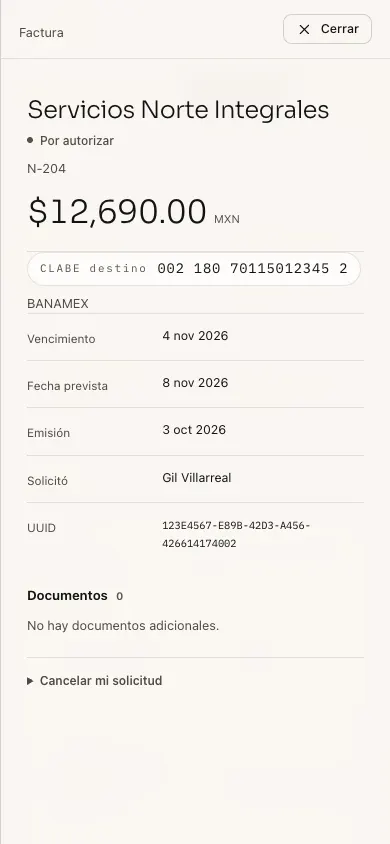 Factura
Cerrar
Servicios Norte Integrales
Por autorizar
N-204
$12,690.00 MXN
CLABE destino 002 180 70115012345 2
BANAMEX
Vencimiento 4 nov 2026
Fecha prevista 8 nov 2026
Emisión 3 oct 2026
Solicitó Gil Villarreal
UUID 123E4567-E89B-42D3-A456-
426614174002
Documentos 0
No hay documentos adicionales.
Cancelar mi solicitud